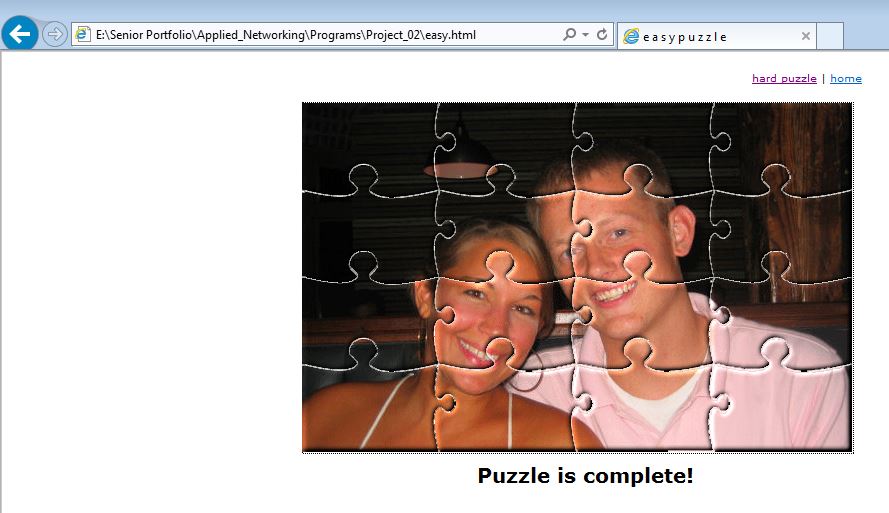 E:\Senior Portfolio\Applied_Networking\Programs\Project_02\easy.html
e a s y p u z z l e
hard puzzle | home
Puzzle is complete!